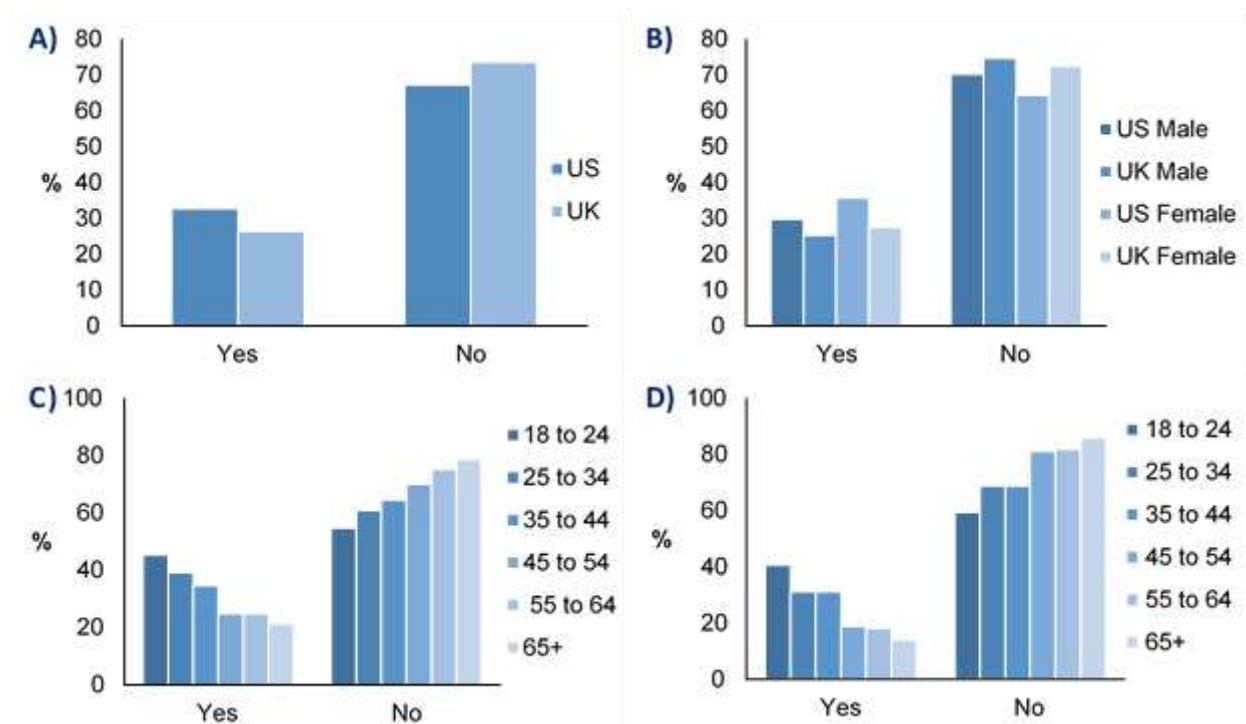 A)
80
70
60
50
40
30
20
10
0
%
Yes
No
US
UK
B)
80
70
60
50
40
30
20
10
0
%
Yes
No
US Male
UK Male
US Female
UK Female
C)
100
80
60
40
20
0
%
Yes
No
18 to 24
25 to 34
35 to 44
45 to 54
55 to 64
65+
D)
100
80
60
40
20
0
%
Yes
No
18 to 24
25 to 34
35 to 44
45 to 54
55 to 64
65+